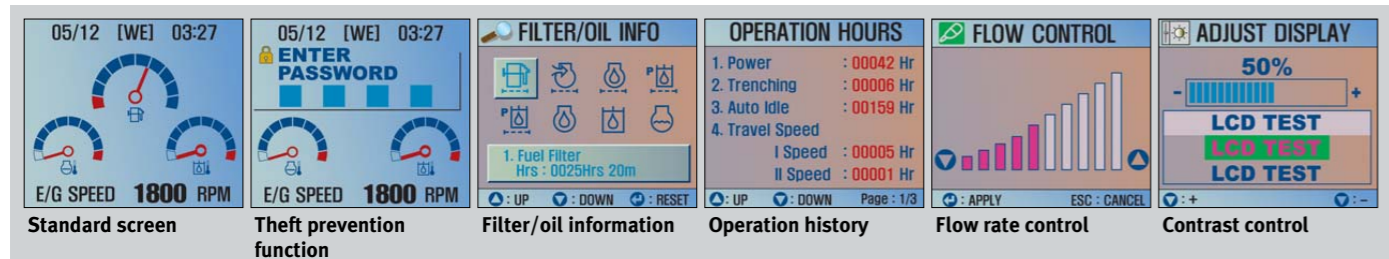 05/12 [WE] 03:27
E/G SPEED 1800 RPM
Standard screen
05/12 [WE] 03:27
ENTER
PASSWORD
E/G SPEED 1800 RPM
Theft prevention
function
FILTER/OIL INFO
P
P
1. Fuel Filter
Hrs : 0025Hrs 20m
: UP : DOWN : RESET
Filter/oil information
OPERATION HOURS
1. Power : 00042 Hr
2. Trenching : 00006 Hr
3. Auto Idle : 00159 Hr
4. Travel Speed
I Speed : 00005 Hr
II Speed : 00001 Hr
: UP : DOWN Page : 1/3
Operation history
FLOW CONTROL
: APPLY ESC : CANCEL
Flow rate control
ADJUST DISPLAY
50%
- +
LCD TEST
LCD TEST
LCD TEST
: + : -
Contrast control